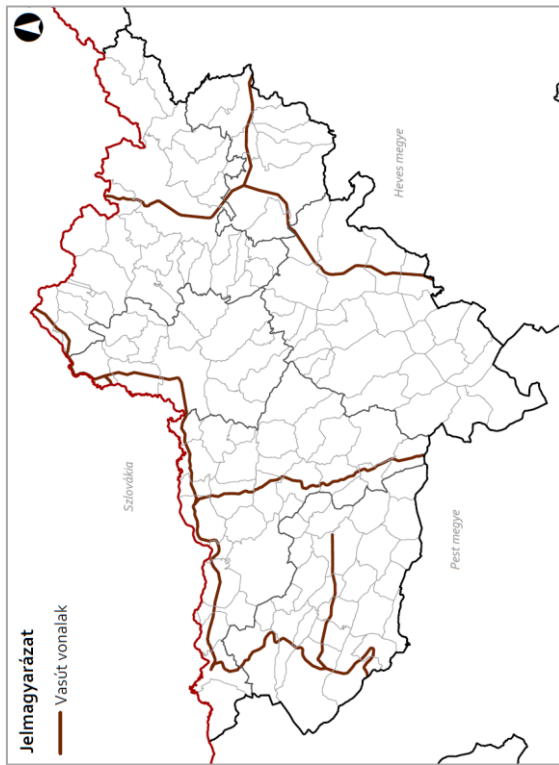 Jelmagyarázat
Vasút vonalak
Szlovákia
Heves megye
Pest megye